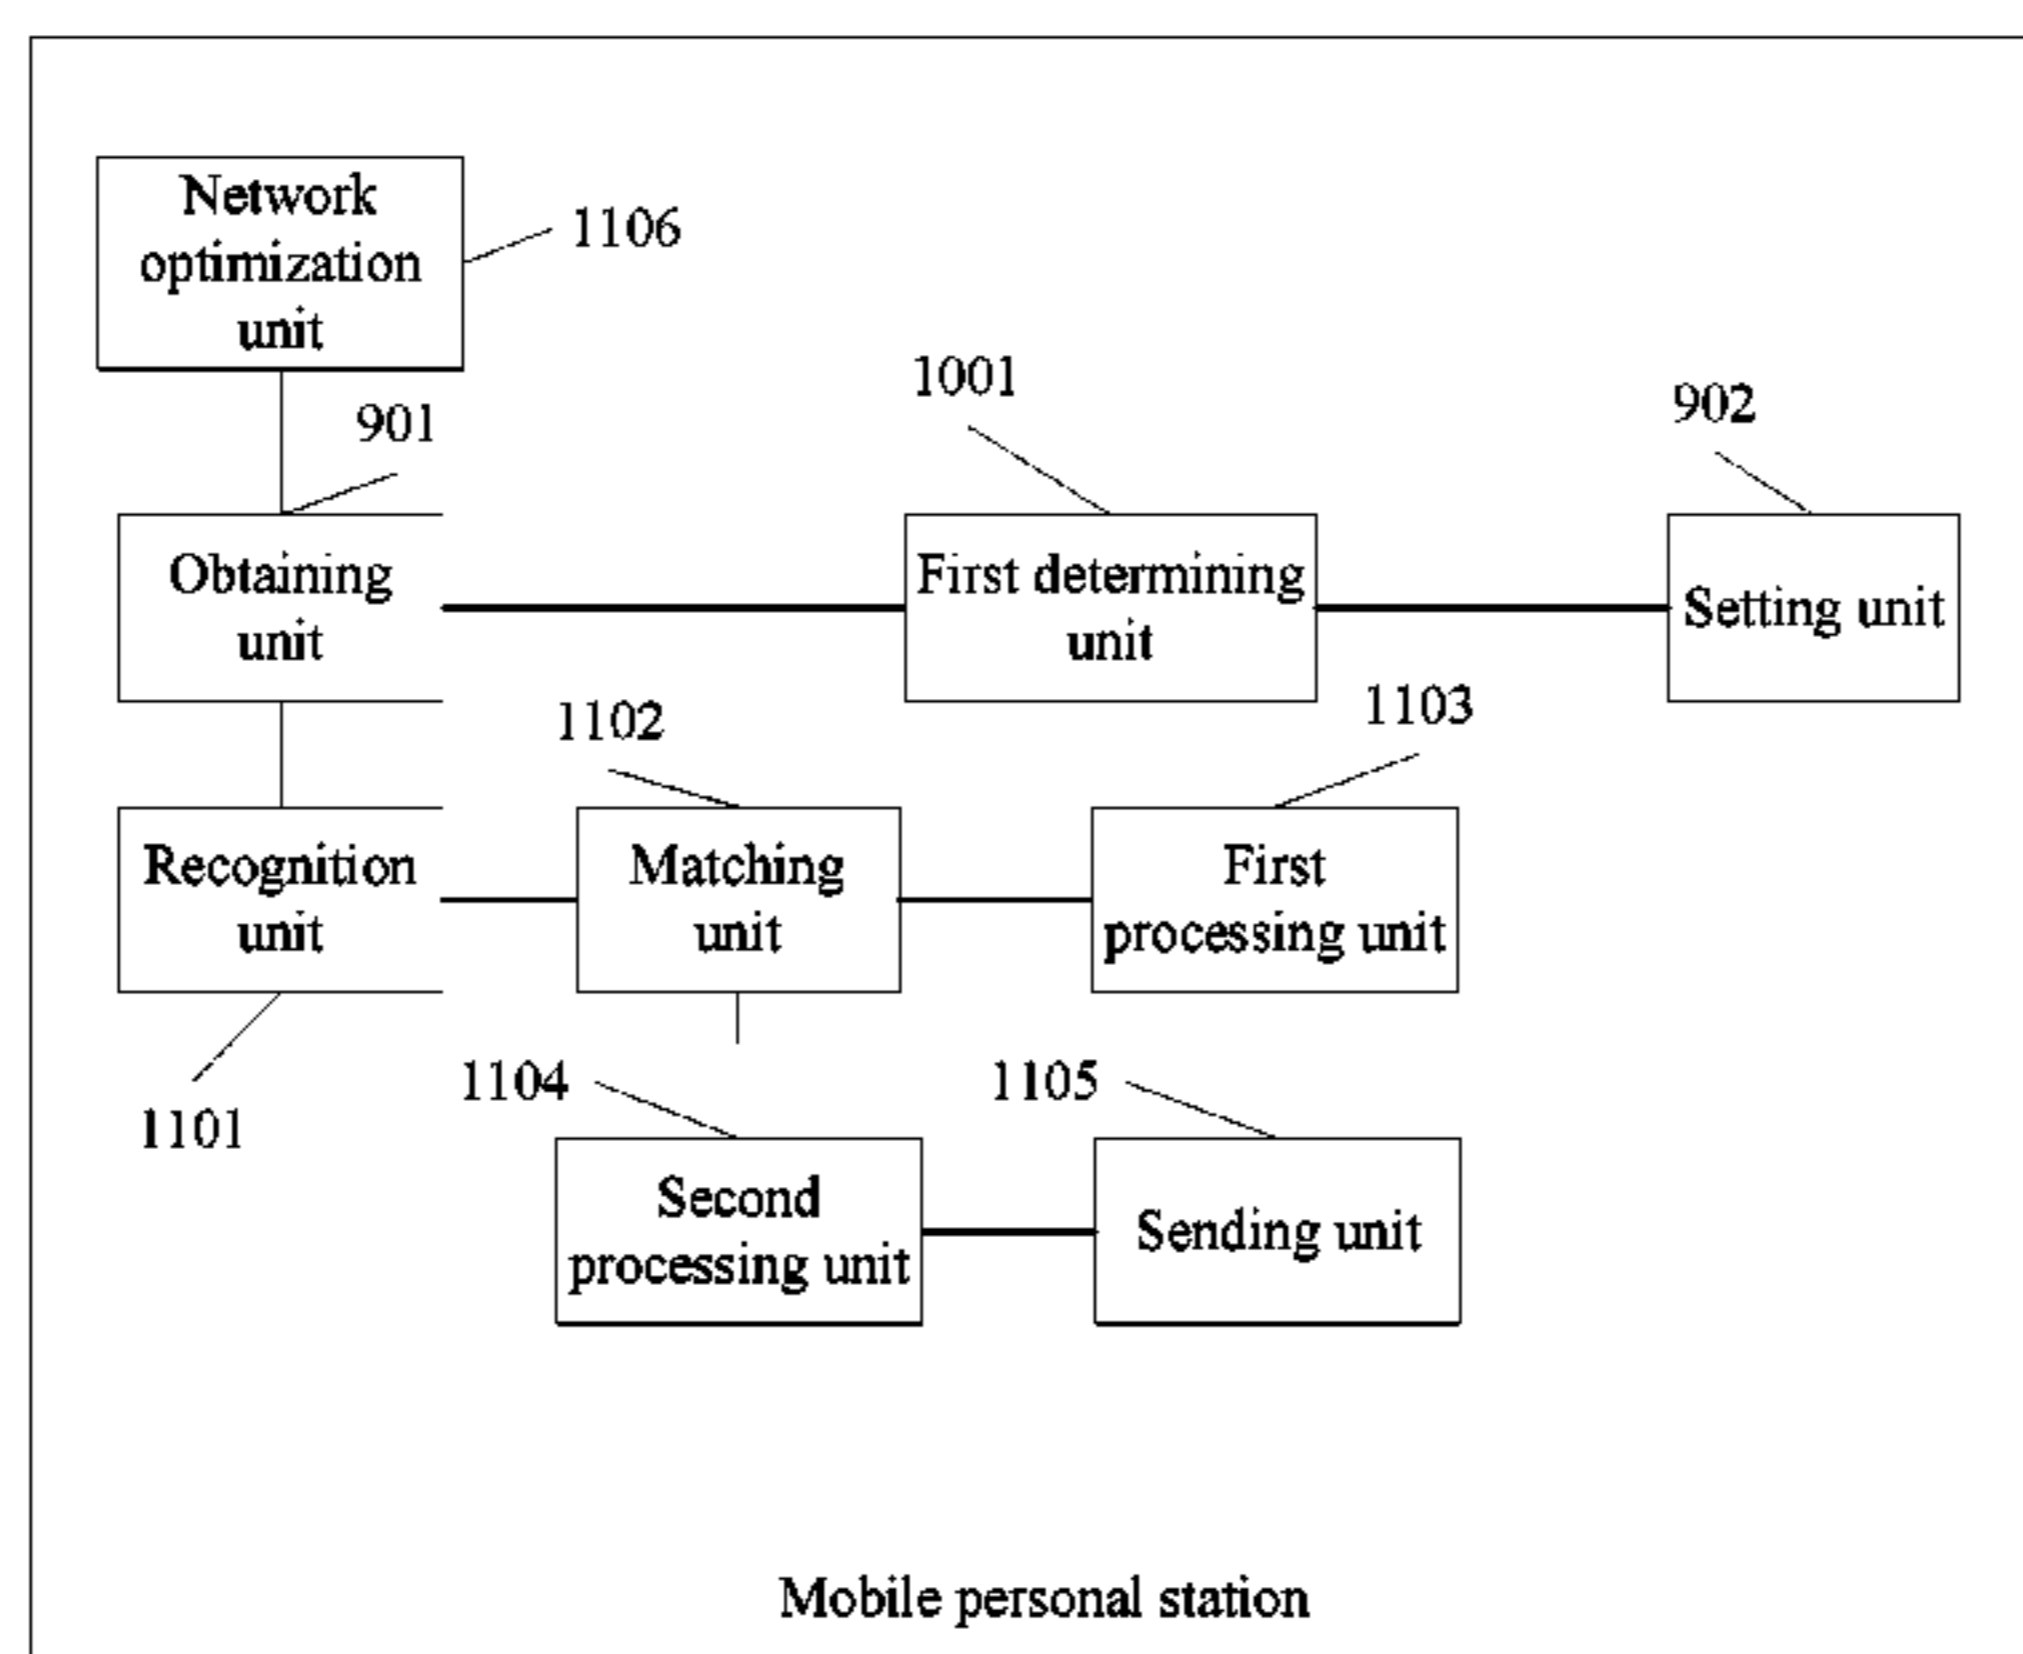 Network
optimization
unit
1106
901
1001
902
Obtaining
unit
First determining
unit
Setting unit
1102
1103
Recognition
unit
Matching
unit
First
processing unit
1101
1104
1105
Second
processing unit
Sending unit
Mobile personal station